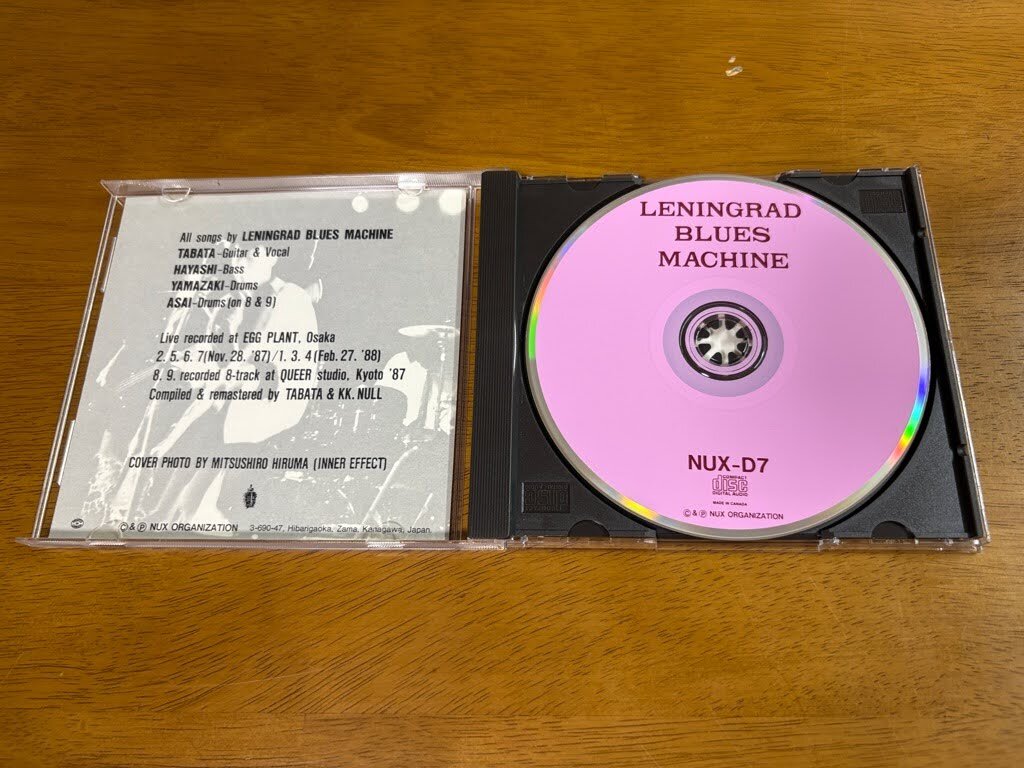 All songs by LENINGRAD BLUES MACHINE
TABATA-Guitar & Vocal
HAYASHI-Bass
YAMAZAKI-Drums
ASAI-Drums (on 8 & 9)
Live recorded at EGG PLANT, Osaka
2. 5. 6. 7 (Nov. 28. '87) / 1. 3. 4 (Feb. 27. '88)
8. 9. recorded 8-track at QUEER studio, Kyoto '87
Compiled & remastered by TABATA & KK. NULL
COVER PHOTO BY MITSUSHIRO HIRUMA (INNER EFFECT)
© & ℗ NUX ORGANIZATION 3-690-47, Hibarigaoka, Zama, Kanagawa, Japan.
LENINGRAD
BLUES
MACHINE
NUX-D7
COMPACT
disc
DIGITAL AUDIO
MADE IN CANADA
© & ℗ NUX ORGANIZATION